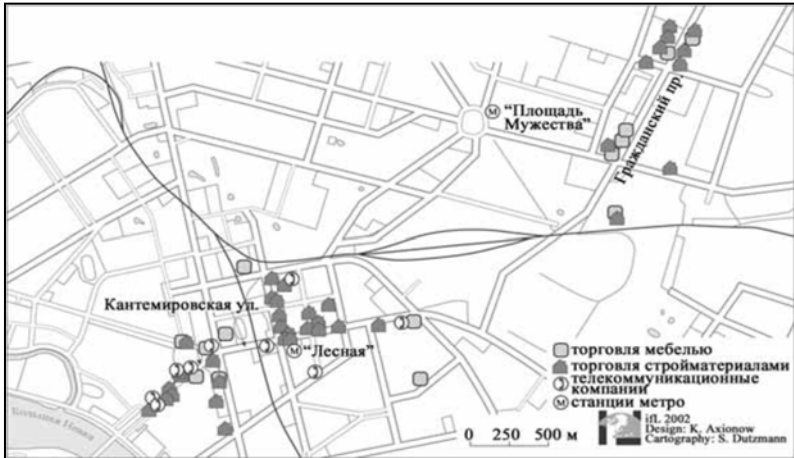 Гражданский пр.
М "Площадь
Мужества"
Кантемировская ул.
М "Лесная"
Большая Невка
торговля мебелью
торговля стройматериалами
телекоммуникационные
компании
М станции метро
0 250 500 м
ifL 2002
Design: K. Axionow
Cartography: S. Dutzmann